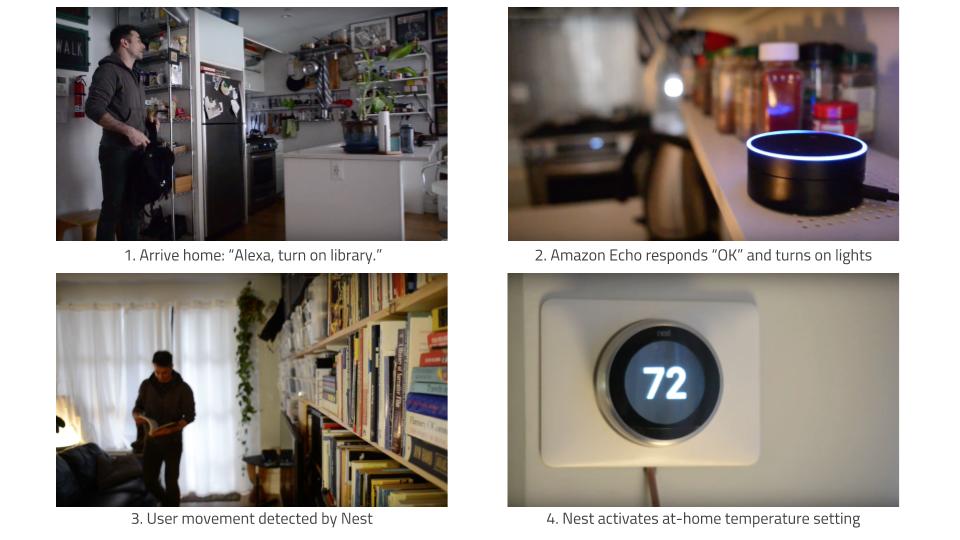 WALK
1. Arrive home: “Alexa, turn on library.”
2. Amazon Echo responds “OK” and turns on lights
nest
72
3. User movement detected by Nest
4. Nest activates at-home temperature setting